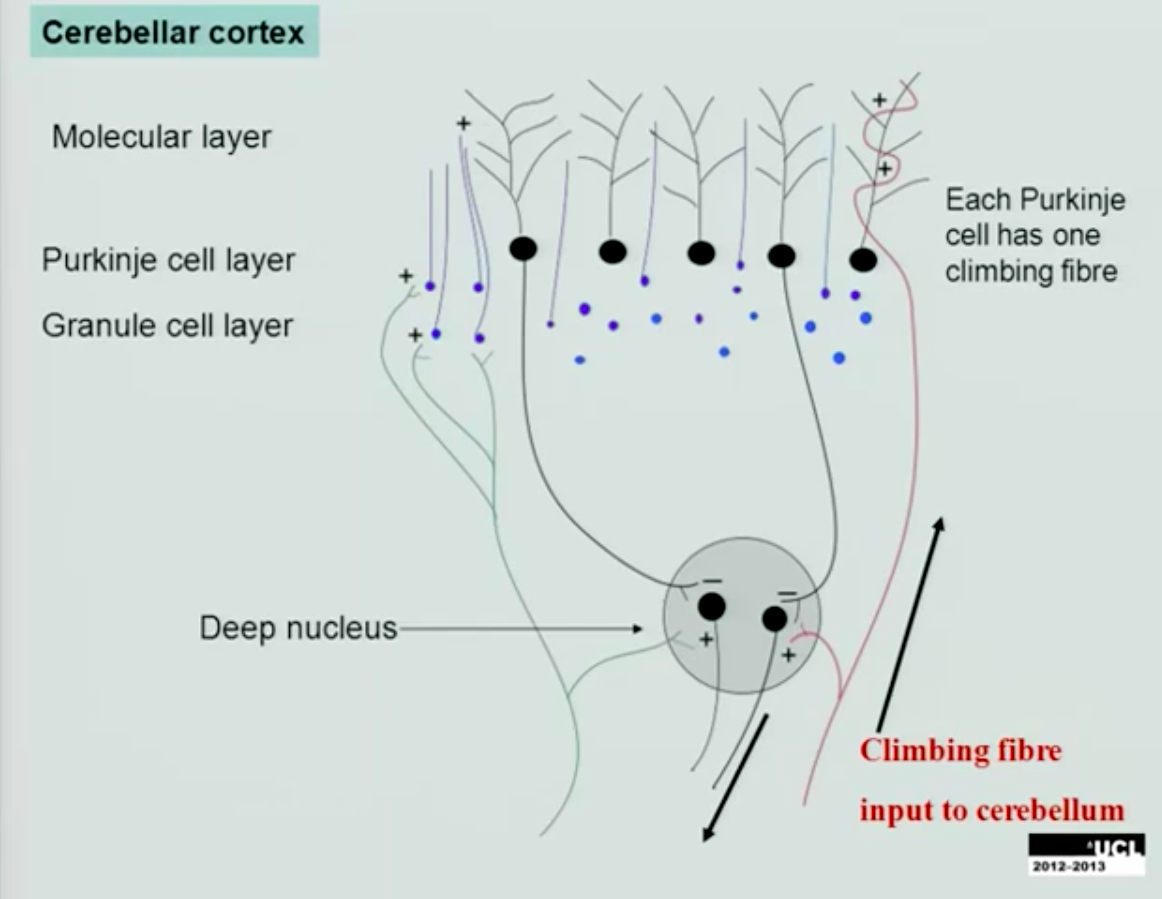 Cerebellar cortex
Molecular layer
+
+
+
Each Purkinje
cell has one
climbing fibre
Purkinje cell layer
+
Granule cell layer
+
–
–
Deep nucleus
+
+
Climbing fibre
input to cerebellum
UCL
2012-2013